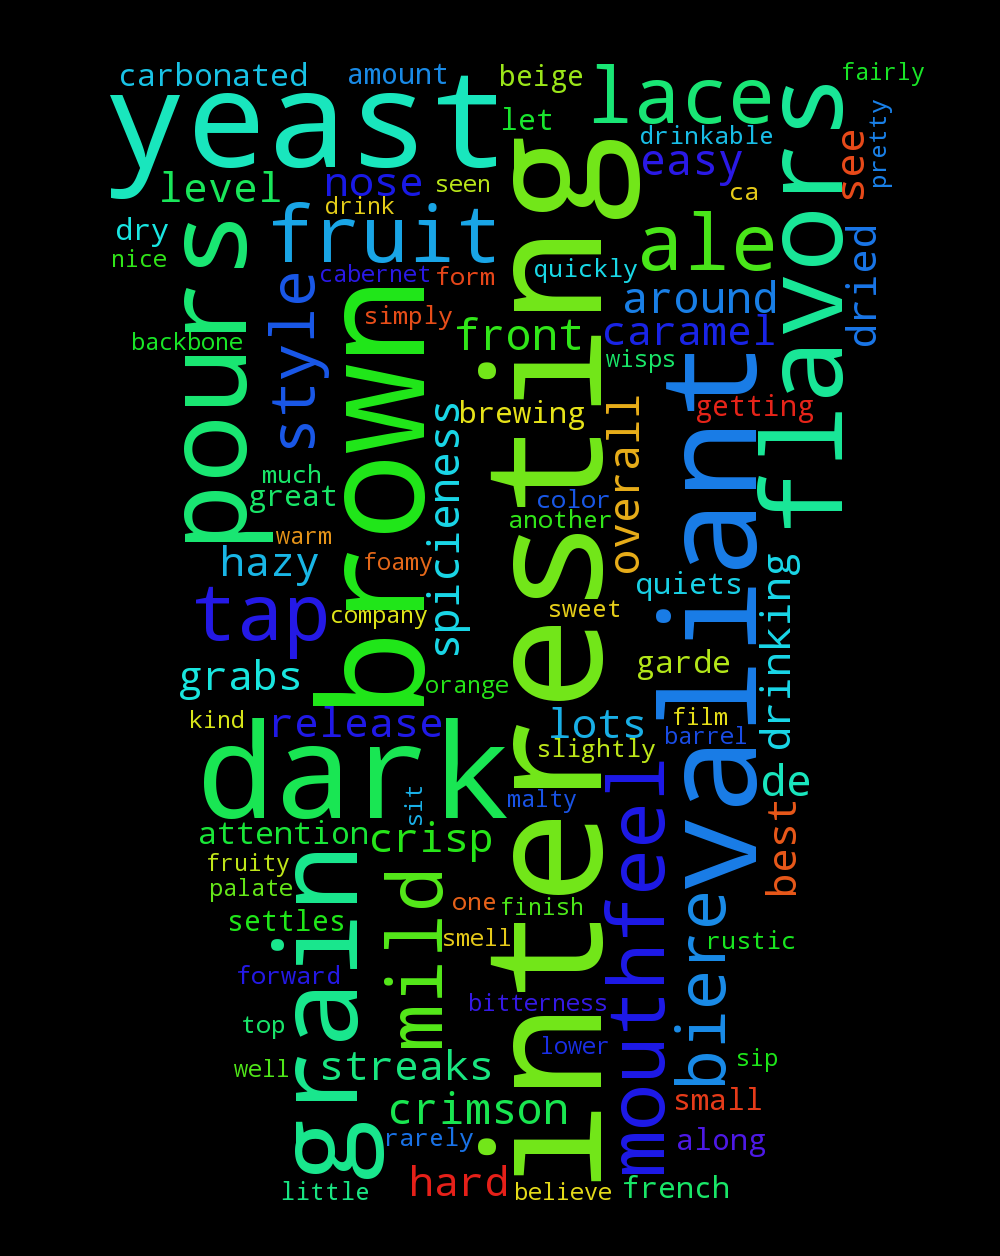 carbonated
amount
beige
laces
fairly
yeast
let
drinkable
pretty
see
flavors
easy
level
nose
seen
ca
drink
dry
fruit
ale
nice
pours
cabernet
form
quickly
dried
style
around
simply
front
caramel
backbone
brown
wisps
interesting
valiant
brewing
getting
spiciness
overall
much
great
color
another
warm
hazy
foamy
quiets
drinking
tap
company
sweet
grabs
garde
orange
kind
release
lots
film
barrel
dark
slightly
de
sit
malty
mouthfeel
best
attention
crisp
fruity
palate
grain
mild
one
finish
settles
smell
biere
rustic
forward
bitterness
top
lower
well
streaks
sip
crimson
small
rarely
along
little
hard
believe
french